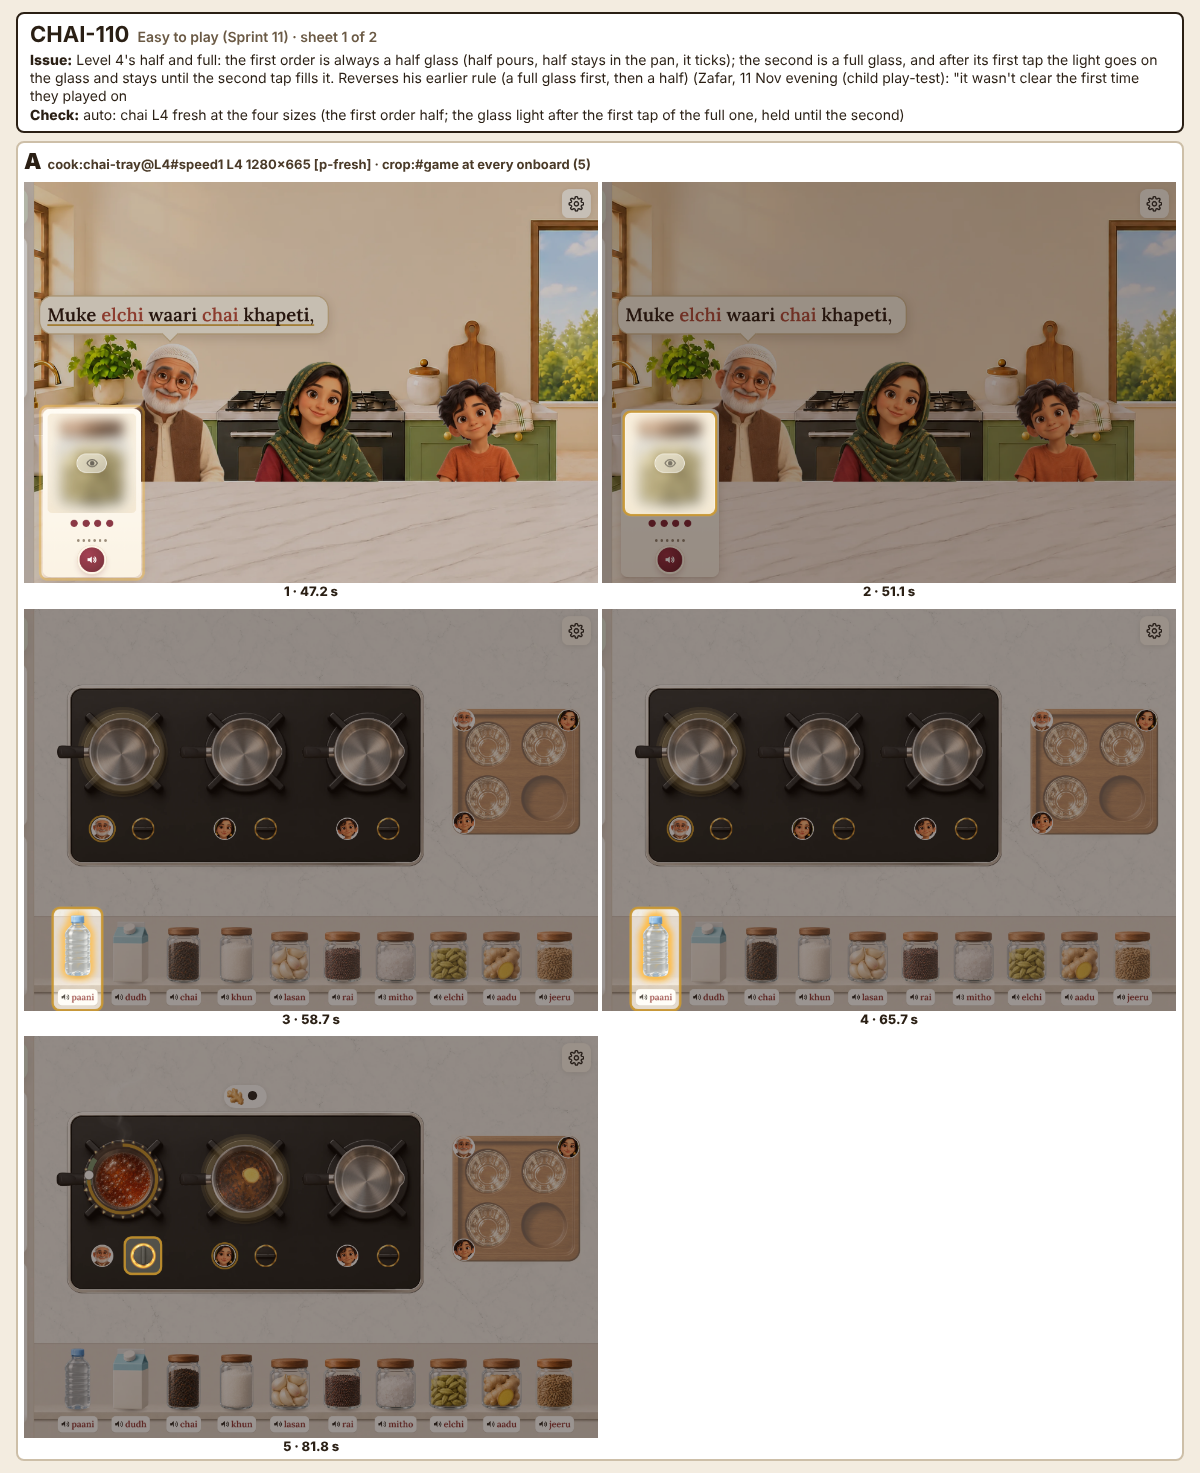 CHAI-110 Easy to play (Sprint 11) · sheet 1 of 2
Issue: Level 4's half and full: the first order is always a half glass (half pours, half stays in the pan, it ticks); the second is a full glass, and after its first tap the light goes on
the glass and stays until the second tap fills it. Reverses his earlier rule (a full glass first, then a half) (Zafar, 11 Nov evening (child play-test): "it wasn't clear the first time
they played on
Check: auto: chai L4 fresh at the four sizes (the first order half; the glass light after the first tap of the full one, held until the second)
A cook:chai-tray@L4#speed1 L4 1280×665 [p-fresh] · crop:#game at every onboard (5)
Muke elchi waari chai khapeti,
1 · 47.2 s
Muke elchi waari chai khapeti,
2 · 51.1 s
paani dudh chai khun lasan rai mitho elchi aadu jeeru
3 · 58.7 s
paani dudh chai khun lasan rai mitho elchi aadu jeeru
4 · 65.7 s
paani dudh chai khun lasan rai mitho elchi aadu jeeru
5 · 81.8 s